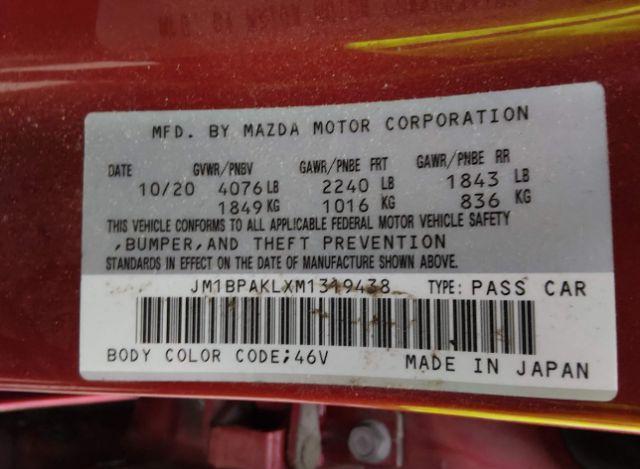 MFD. BY MAZDA MOTOR CORPORATION
DATE GVWR/PNBV GAWR/PNBE FRT GAWR/PNBE RR
10/20 4076 LB 2240 LB 1843 LB
1849 KG 1016 KG 836 KG
THIS VEHICLE CONFORMS TO ALL APPLICABLE FEDERAL MOTOR VEHICLE SAFETY
,BUMPER,AND THEFT PREVENTION
STANDARDS IN EFFECT ON THE DATE OF MANUFACTURE SHOWN ABOVE.
JM1BPAKLXM1319438 TYPE: PASS CAR
BODY COLOR CODE;46V MADE IN JAPAN